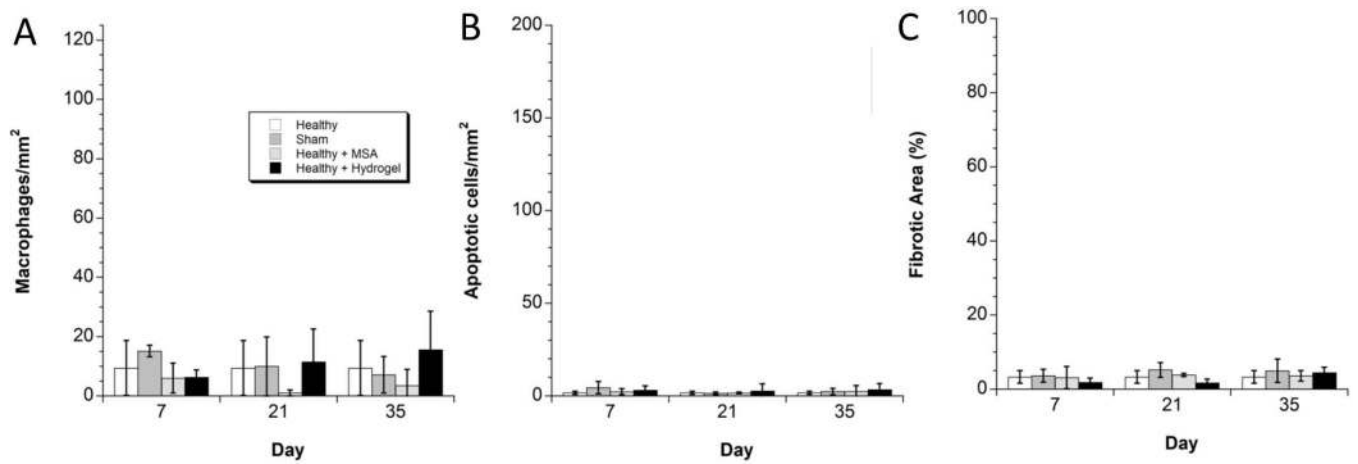 A
Macrophages/mm²
120
100
80
60
40
20
0
Healthy
Sham
Healthy + MSA
Healthy + Hydrogel
7
21
35
Day
B
Apoptotic cells/mm²
200
150
100
50
0
7
21
35
Day
C
Fibrotic Area (%)
100
80
60
40
20
0
7
21
35
Day